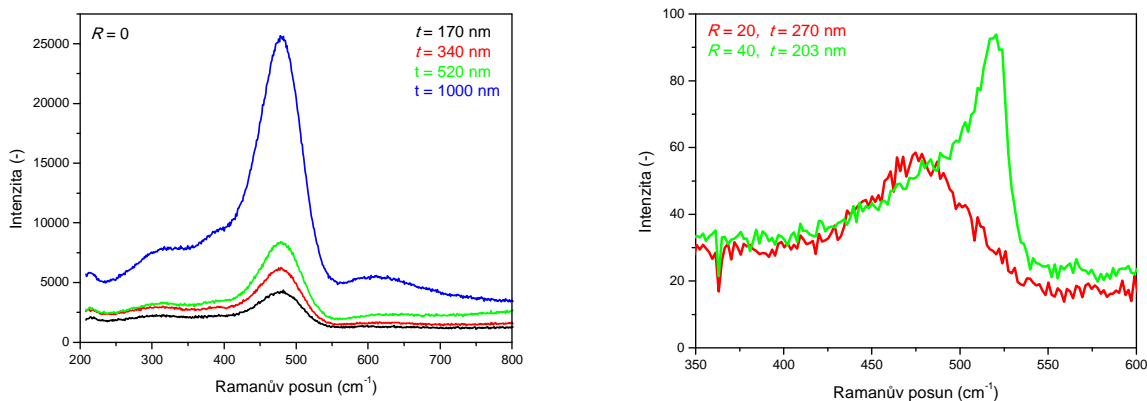 R = 0
t = 170 nm
t = 340 nm
t = 520 nm
t = 1000 nm
25000
20000
15000
10000
5000
0
Intenzita (-)
200 300 400 500 600 700 800
Ramanův posun (cm⁻¹)
R = 20, t = 270 nm
R = 40, t = 203 nm
100
80
60
40
20
0
Intenzita (-)
350 400 450 500 550 600
Ramanův posun (cm⁻¹)